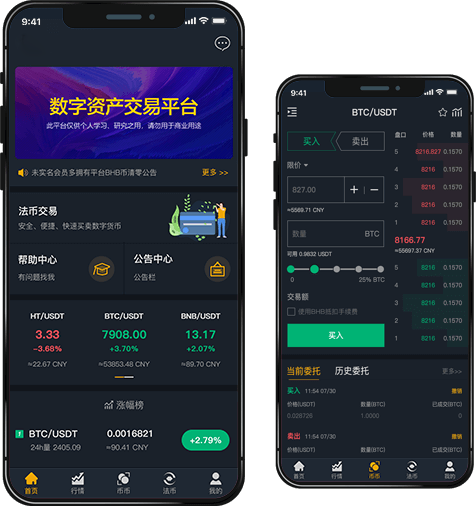 9:41
数字资产交易平台
此平台仅供个人学习、研究之用，请勿用于商业用途
未实名会员多拥有平台BHB币清零公告 更多 >>
法币交易
安全、便捷、快速买卖数字货币
帮助中心 公告中心
有问题找我 公告栏
HT/USDT BTC/USDT BNB/USDT
3.33 7908.00 13.17
-3.68% +3.70% +2.07%
≈22.67 CNY ≈53853.48 CNY ≈89.70 CNY
涨幅榜
1 BTC/USDT 0.0016821 +2.79%
24h量 2405.09 ≈90.41 CNY
首页 行情 币币 法币 我的
9:41
BTC/USDT
买入 卖出 盘口 价格 数量
5 8216.827 0.1570
限价 4 8216 0.1570
827.00 + | - 3 8216 0.1570
2 8216 0.1570
≈5569.71 CNY 1 8216 0.1570
数量 BTC 8166.77
可用 0.9832 USDT ≈55697.37 CNY
5 8216 0.1570
0 25% BTC 4 8216 0.1570
交易额 3 8216 0.1570
使用BHB抵扣手续费 2 8216 0.1570
买入 1 8216 0.1570
当前委托 历史委托 更多>>
买入 11:54 07/30 撤销
价格(USDT) 数量(BTC) 已成交(BTC)
0.028726 1.0000 0
卖出 11:54 07/30 撤销
价格(USDT) 数量(BTC) 已成交(BTC)
首页 行情 币币 法币 我的